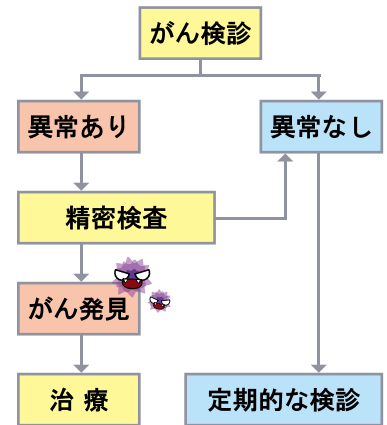 がん検診
異常あり
異常なし
精密検査
がん発見
治療
定期的な検診